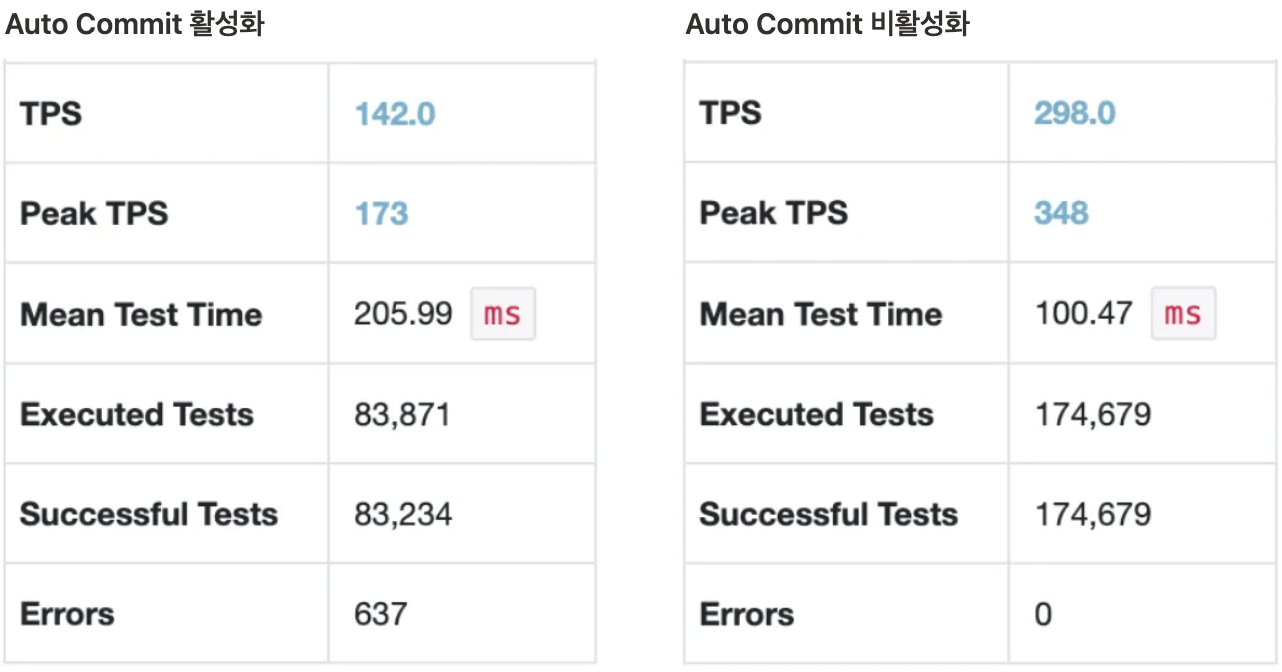 Auto Commit 활성화
TPS 142.0
Peak TPS 173
Mean Test Time 205.99 ms
Executed Tests 83,871
Successful Tests 83,234
Errors 637
Auto Commit 비활성화
TPS 298.0
Peak TPS 348
Mean Test Time 100.47 ms
Executed Tests 174,679
Successful Tests 174,679
Errors 0